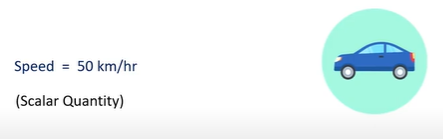 Speed = 50 km/hr
(Scalar Quantity)